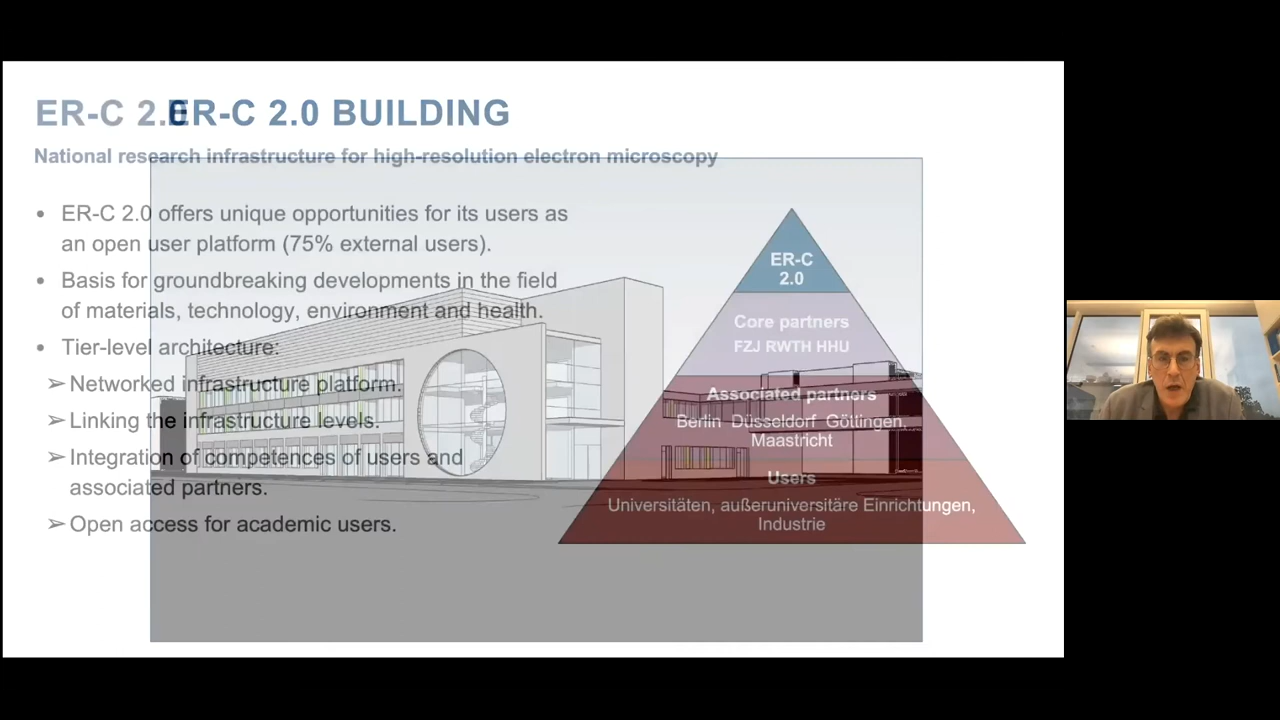 ER-C 2.0
ER-C 2.0 BUILDING
National research infrastructure for high-resolution electron microscopy
• ER-C 2.0 offers unique opportunities for its users as
an open user platform (75% external users).
• Basis for groundbreaking developments in the field
of materials, technology, environment and health.
• Tier-level architecture:
➢ Networked infrastructure platform.
➢ Linking the infrastructure levels.
➢ Integration of competences of users and
associated partners.
➢ Open access for academic users.
ER-C
2.0
Core partners
FZJ RWTH HHU
Associated partners
Berlin Düsseldorf Göttingen,
Maastricht
Users
Universitäten, außeruniversitäre Einrichtungen,
Industrie